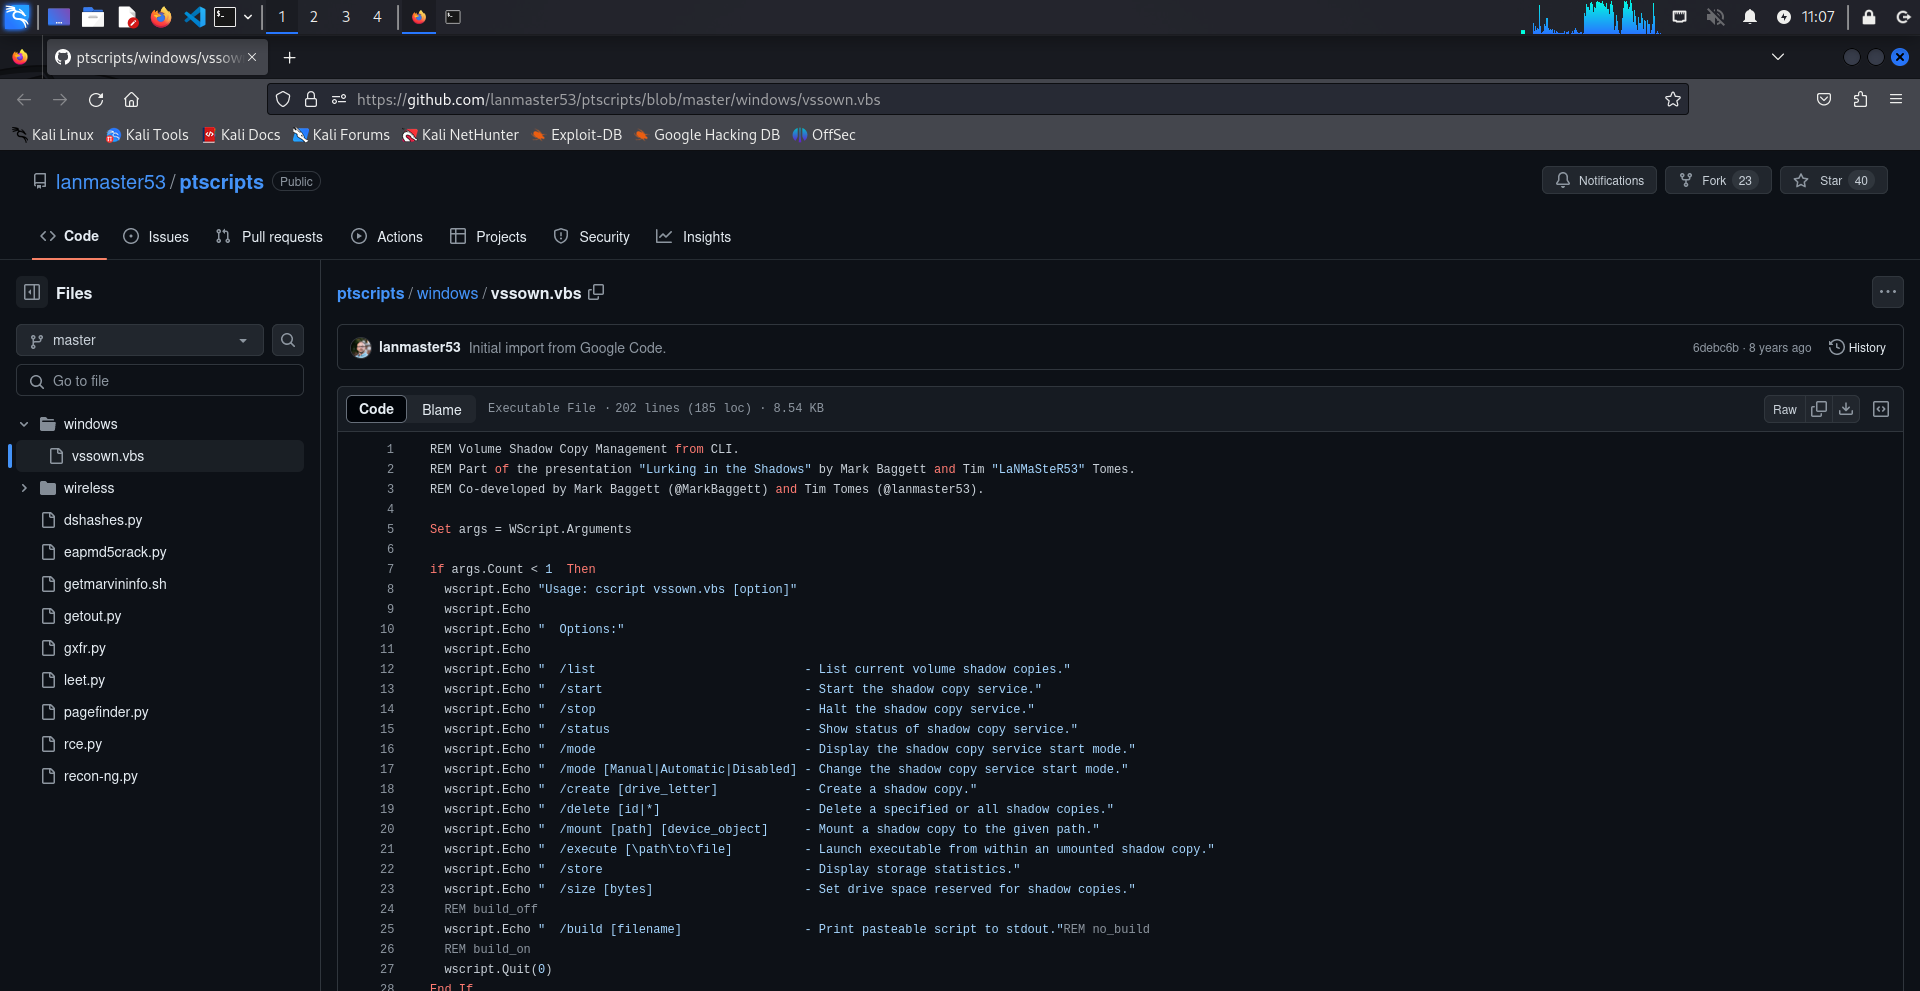 1 2 3 4 11:07
ptscripts/windows/vssow
https://github.com/lanmaster53/ptscripts/blob/master/windows/vssown.vbs
Kali Linux Kali Tools Kali Docs Kali Forums Kali NetHunter Exploit-DB Google Hacking DB OffSec
lanmaster53 / ptscripts Public Notifications Fork 23 Star 40
Code Issues Pull requests Actions Projects Security Insights
Files
master
Go to file
windows
vssown.vbs
wireless
dshashes.py
eapmd5crack.py
getmarvininfo.sh
getout.py
gxfr.py
leet.py
pagefinder.py
rce.py
recon-ng.py
ptscripts / windows / vssown.vbs
lanmaster53 Initial import from Google Code. 6debc6b · 8 years ago History
Code Blame Executable File · 202 lines (185 loc) · 8.54 KB Raw
1 REM Volume Shadow Copy Management from CLI.
2 REM Part of the presentation "Lurking in the Shadows" by Mark Baggett and Tim "LaNMaSteR53" Tomes.
3 REM Co-developed by Mark Baggett (@MarkBaggett) and Tim Tomes (@lanmaster53).
4
5 Set args = WScript.Arguments
6
7 if args.Count < 1  Then
8   wscript.Echo "Usage: cscript vssown.vbs [option]"
9   wscript.Echo
10   wscript.Echo "  Options:"
11   wscript.Echo
12   wscript.Echo "  /list                             - List current volume shadow copies."
13   wscript.Echo "  /start                            - Start the shadow copy service."
14   wscript.Echo "  /stop                             - Halt the shadow copy service."
15   wscript.Echo "  /status                           - Show status of shadow copy service."
16   wscript.Echo "  /mode                             - Display the shadow copy service start mode."
17   wscript.Echo "  /mode [Manual|Automatic|Disabled] - Change the shadow copy service start mode."
18   wscript.Echo "  /create [drive_letter]            - Create a shadow copy."
19   wscript.Echo "  /delete [id|*]                    - Delete a specified or all shadow copies."
20   wscript.Echo "  /mount [path] [device_object]     - Mount a shadow copy to the given path."
21   wscript.Echo "  /execute [\path\to\file]          - Launch executable from within an umounted shadow copy."
22   wscript.Echo "  /store                            - Display storage statistics."
23   wscript.Echo "  /size [bytes]                     - Set drive space reserved for shadow copies."
24   REM build_off
25   wscript.Echo "  /build [filename]                 - Print pasteable script to stdout."REM no_build
26   REM build_on
27   wscript.Quit(0)
28 End If